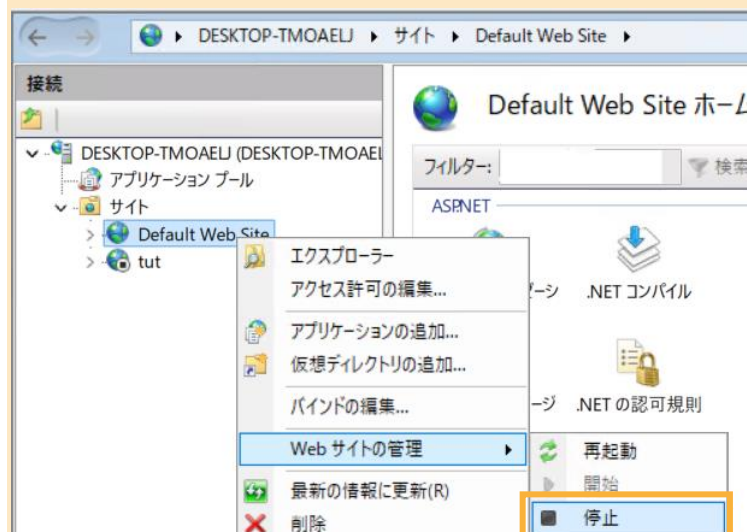 DESKTOP-TMOAELJ ▸ サイト ▸ Default Web Site ▸
接続
DESKTOP-TMOAELJ (DESKTOP-TMOAEL
アプリケーション プール
サイト
Default Web Site
tut
Default Web Site ホーム
フィルター:
検索
ASP.NET
.NET コンパイル
.NET の認可規則
エクスプローラー
アクセス許可の編集...
アプリケーションの追加...
仮想ディレクトリの追加...
バインドの編集...
Web サイトの管理
最新の情報に更新(R)
削除
再起動
開始
停止